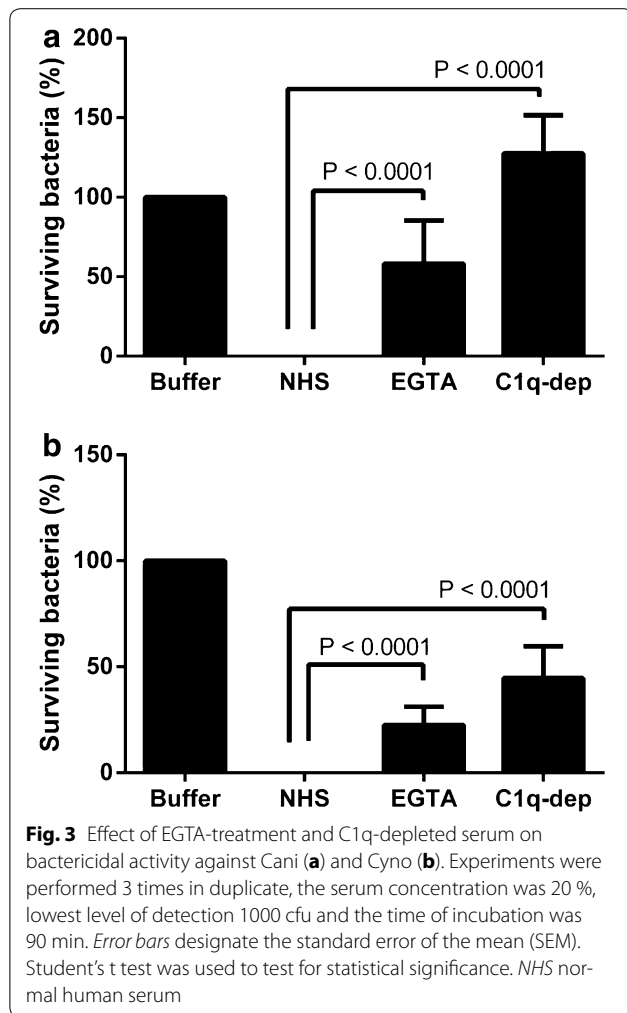 a
200
150
100
50
0
Surviving bacteria (%)
P < 0.0001
P < 0.0001
Buffer NHS EGTA C1q-dep
b
150
100
50
0
Surviving bacteria (%)
P < 0.0001
P < 0.0001
Buffer NHS EGTA C1q-dep
Fig. 3 Effect of EGTA-treatment and C1q-depleted serum on
bactericidal activity against Cani (a) and Cyno (b). Experiments were
performed 3 times in duplicate, the serum concentration was 20 %,
lowest level of detection 1000 cfu and the time of incubation was
90 min. Error bars designate the standard error of the mean (SEM).
Student’s t test was used to test for statistical significance. NHS nor-
mal human serum